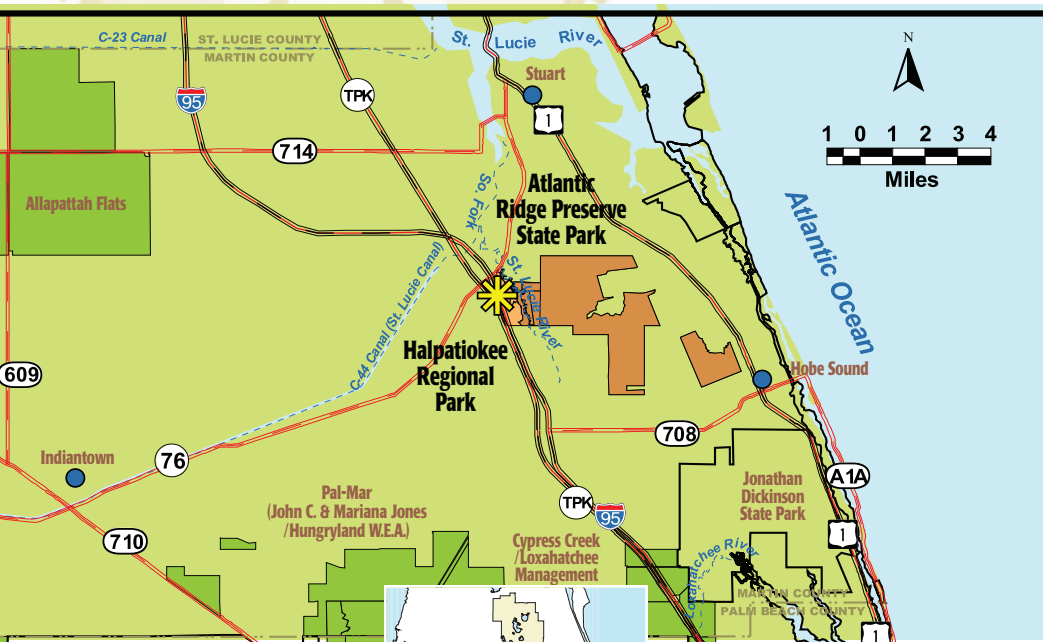 C-23 Canal
ST. LUCIE COUNTY
MARTIN COUNTY
St. Lucie River
Stuart
N
95
TPK
1
714
1 0 1 2 3 4
Miles
Allapattah Flats
So. Fork
St. Lucie River
Atlantic
Ridge Preserve
State Park
Atlantic Ocean
C-44 Canal (St. Lucie Canal)
Halpatiokee
Regional
Park
609
Hobe Sound
708
76
Indiantown
A1A
Jonathan
Dickinson
State Park
Pal-Mar
(John C. & Mariana Jones
/Hungryland W.E.A.)
TPK
95
1
710
Cypress Creek
/Loxahatchee
Management
Loxahatchee River
MARTIN COUNTY
PALM BEACH COUNTY
1